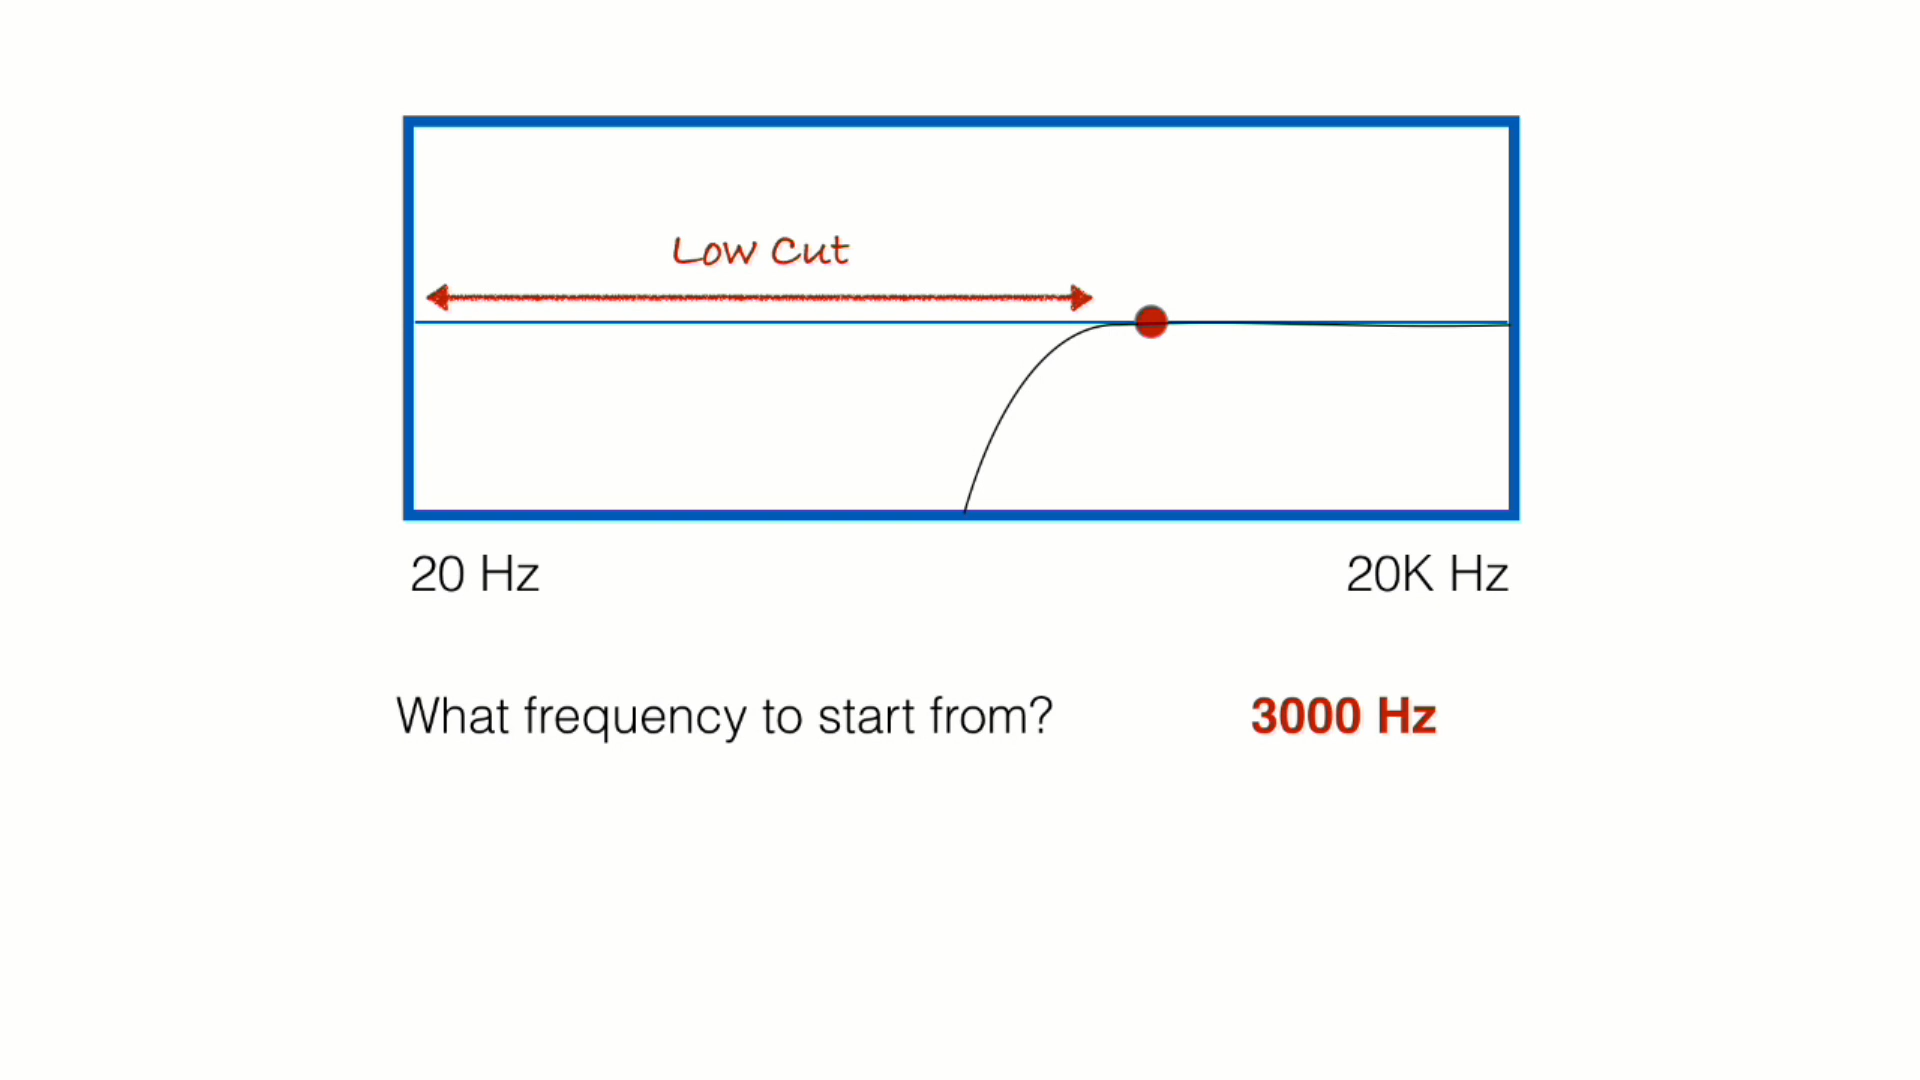 Low Cut
20 Hz
20K Hz
What frequency to start from?
3000 Hz